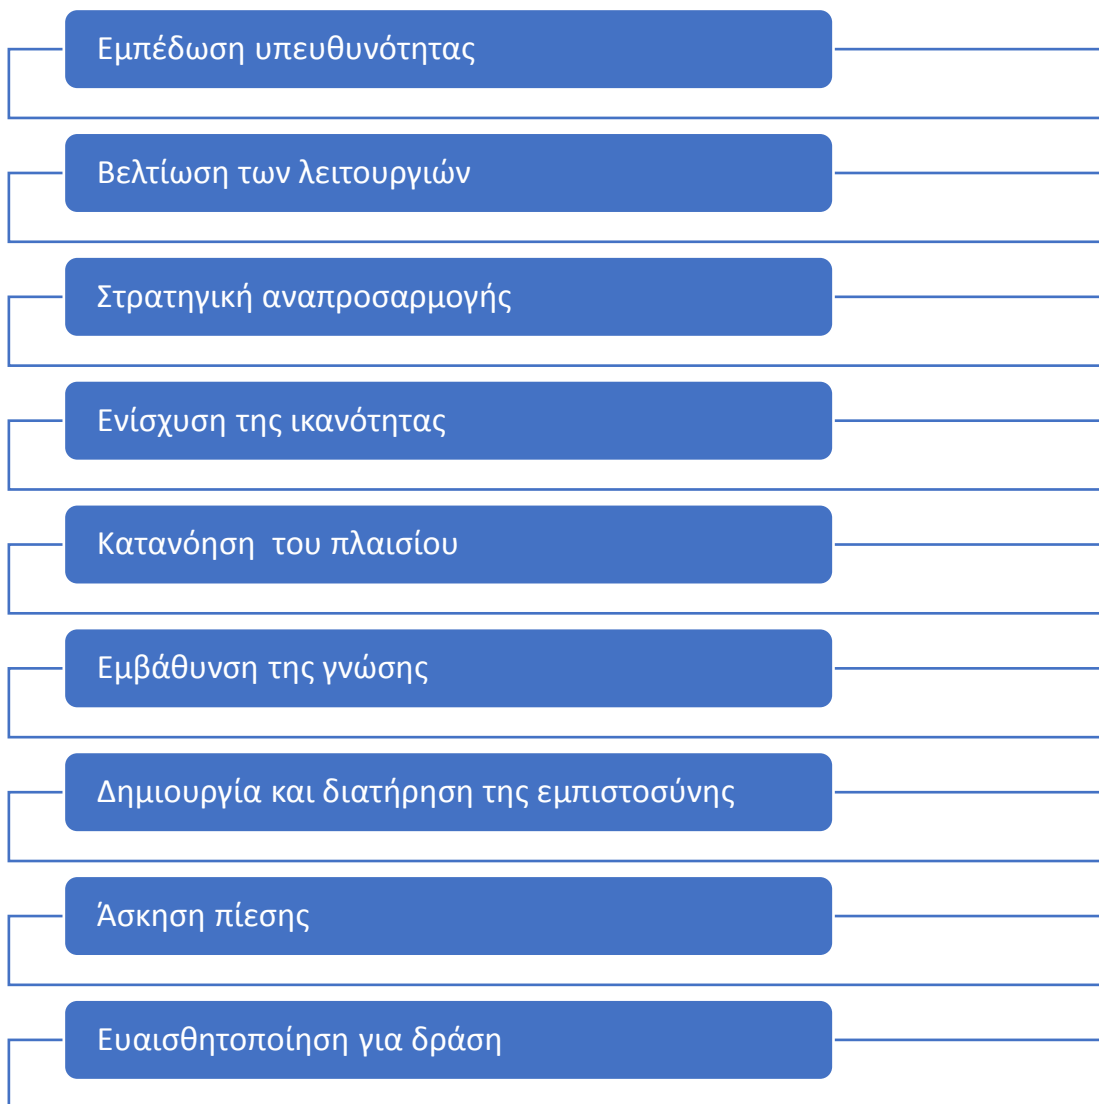 Εμπέδωση υπευθυνότητας
Βελτίωση των λειτουργιών
Στρατηγική αναπροσαρμογής
Ενίσχυση της ικανότητας
Κατανόηση  του πλαισίου
Εμβάθυνση της γνώσης
Δημιουργία και διατήρηση της εμπιστοσύνης
Άσκηση πίεσης
Ευαισθητοποίηση για δράση